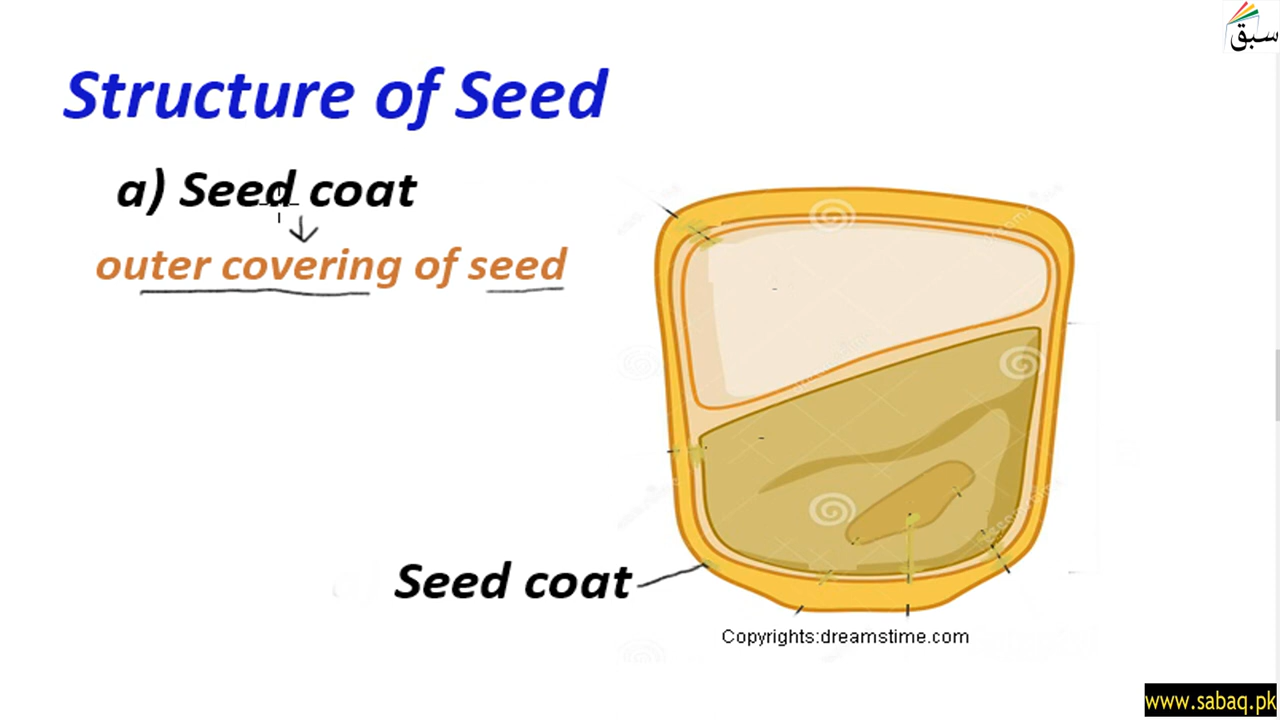 سبق
Structure of Seed
a) Seed coat
outer covering of seed
Seed coat
Copyrights:dreamstime.com
www.sabaq.pk